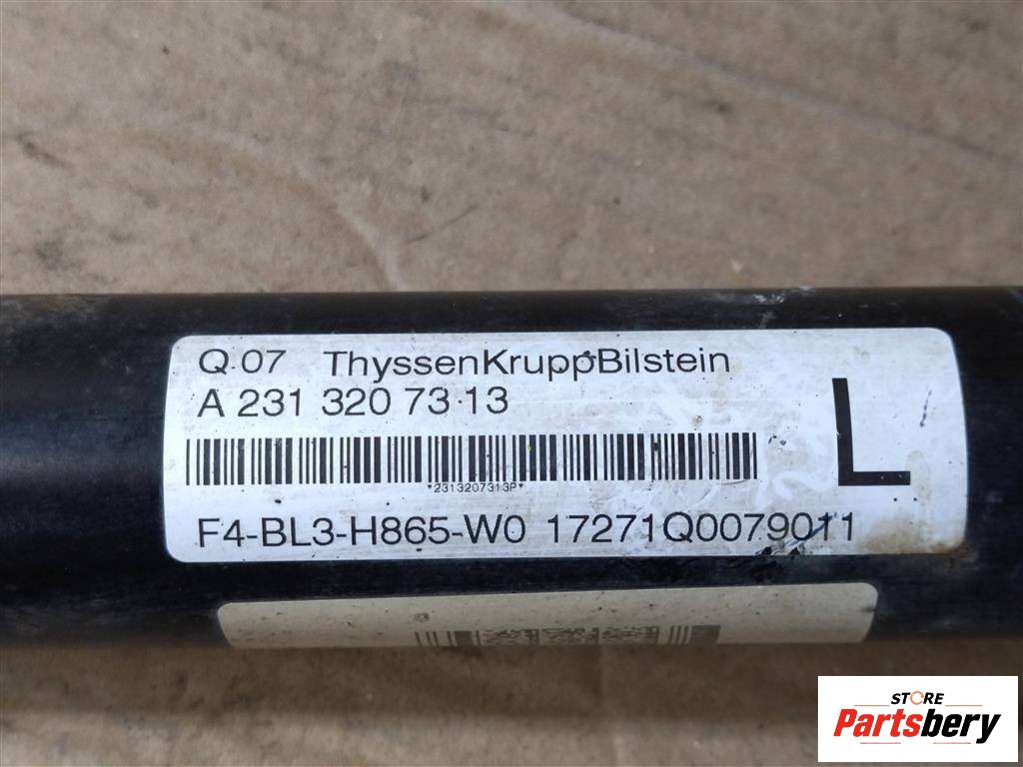 Q.07 ThyssenKruppBilstein
A 231 320 73 13
L
*2313207313P*
F4-BL3-H865-W0 17271Q0079011
STORE
Partsbery